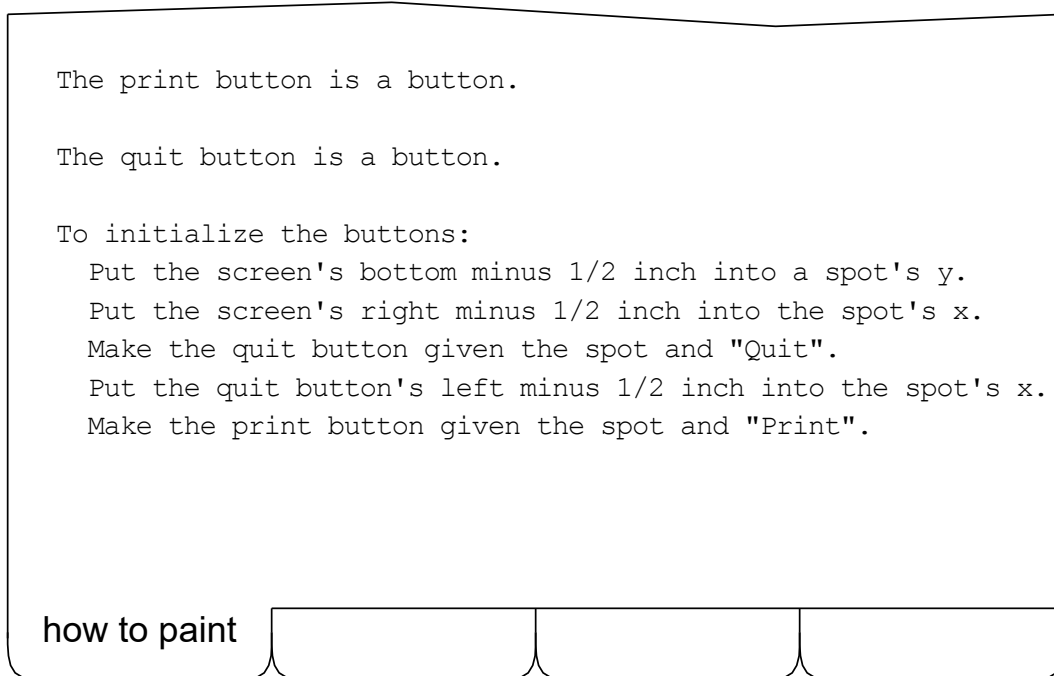 The print button is a button.
The quit button is a button.
To initialize the buttons:
Put the screen's bottom minus 1/2 inch into a spot's y.
Put the screen's right minus 1/2 inch into the spot's x.
Make the quit button given the spot and "Quit".
Put the quit button's left minus 1/2 inch into the spot's x.
Make the print button given the spot and "Print".
how to paint